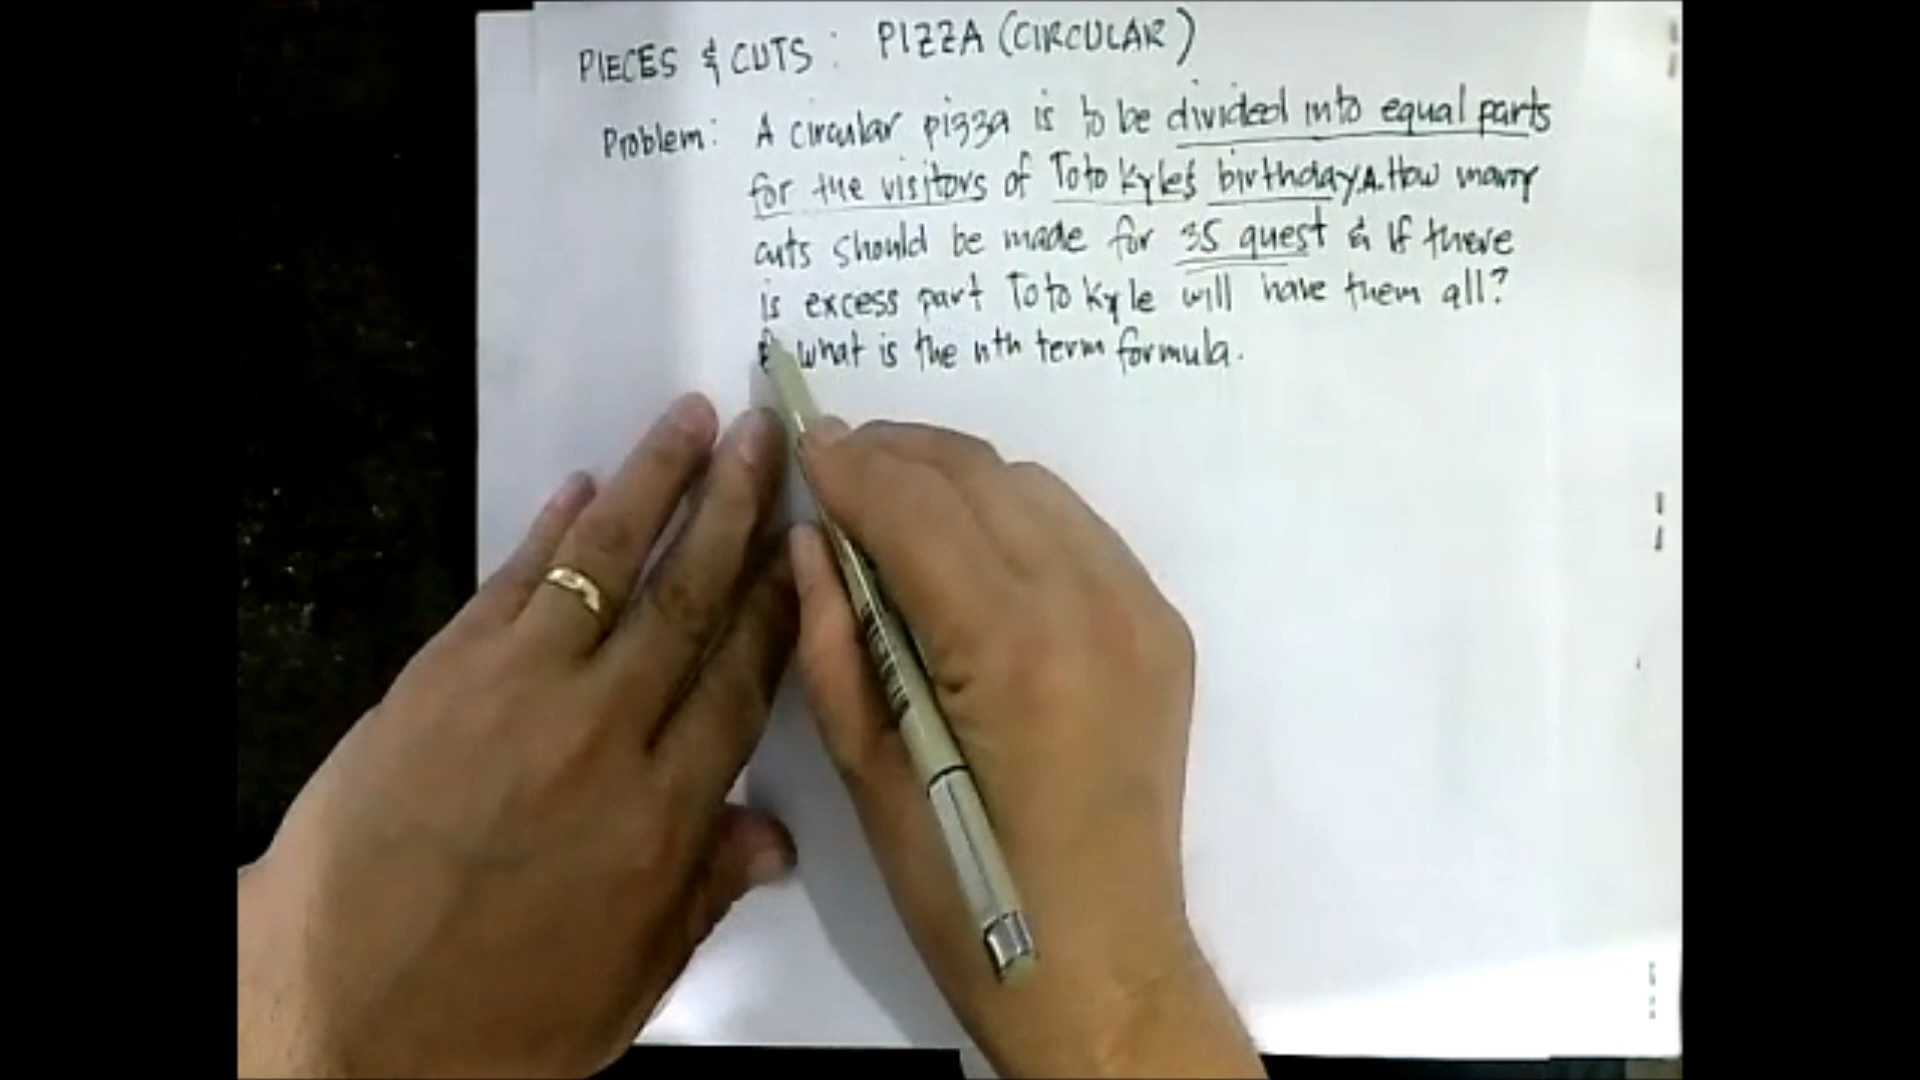 PIECES & CUTS: PIZZA (CIRCULAR)
Problem: A circular pizza is to be divided into equal parts
for the visitors of Toto Kyle's birthday. How many
cuts should be made for 35 quest & if there
is excess part Toto Kyle will have them all?
& what is the nth term formula.